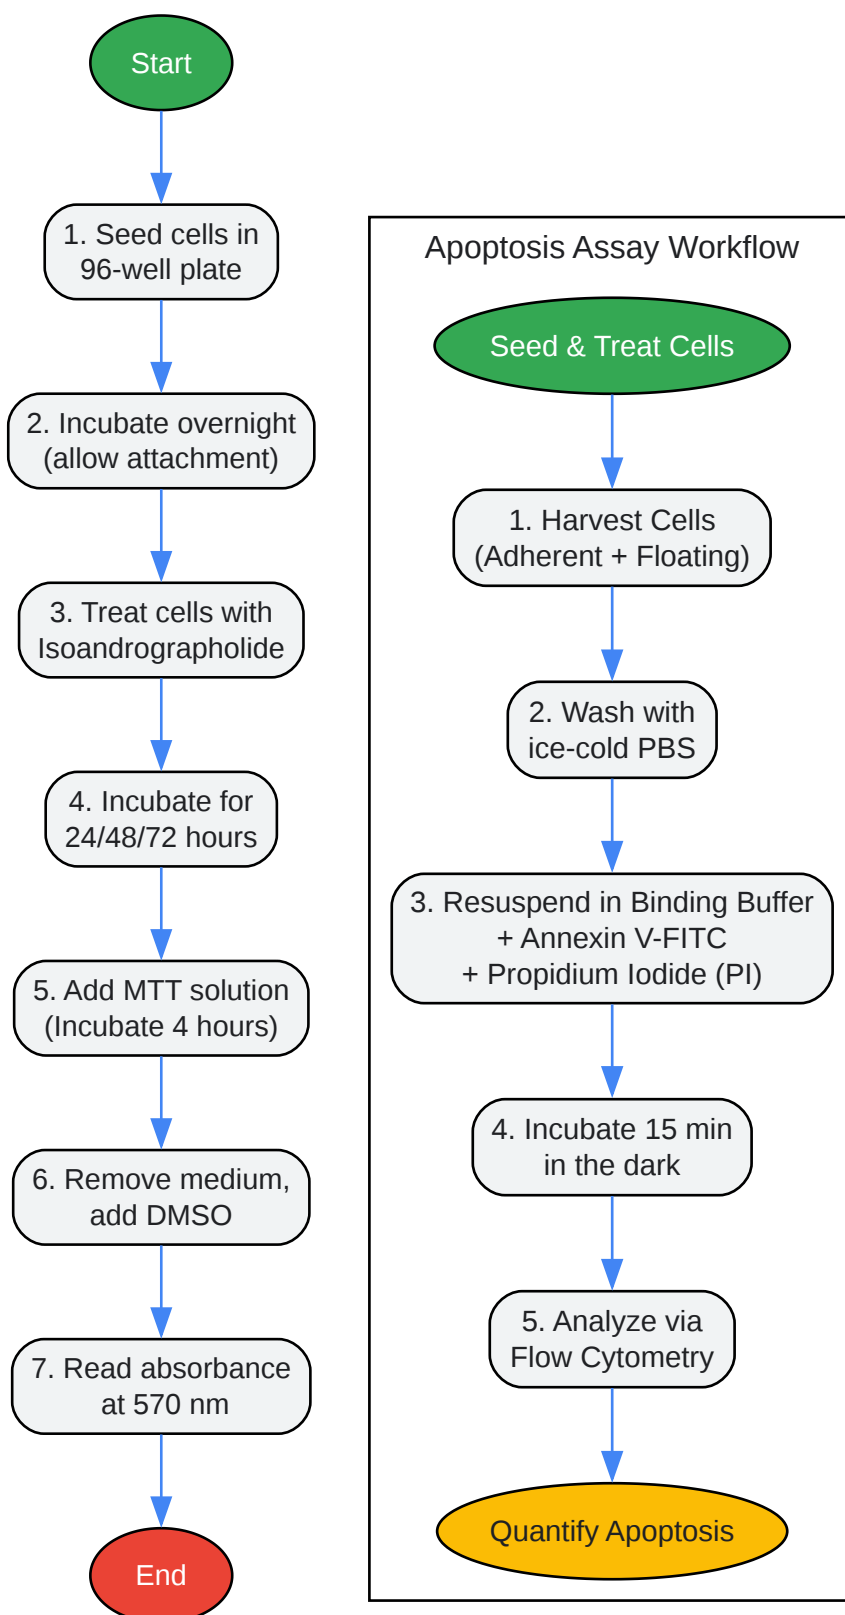 Start
1. Seed cells in
96-well plate
2. Incubate overnight
(allow attachment)
3. Treat cells with
Isoandrographolide
4. Incubate for
24/48/72 hours
5. Add MTT solution
(Incubate 4 hours)
6. Remove medium,
add DMSO
7. Read absorbance
at 570 nm
End
Apoptosis Assay Workflow
Seed & Treat Cells
1. Harvest Cells
(Adherent + Floating)
2. Wash with
ice-cold PBS
3. Resuspend in Binding Buffer
+ Annexin V-FITC
+ Propidium Iodide (PI)
4. Incubate 15 min
in the dark
5. Analyze via
Flow Cytometry
Quantify Apoptosis